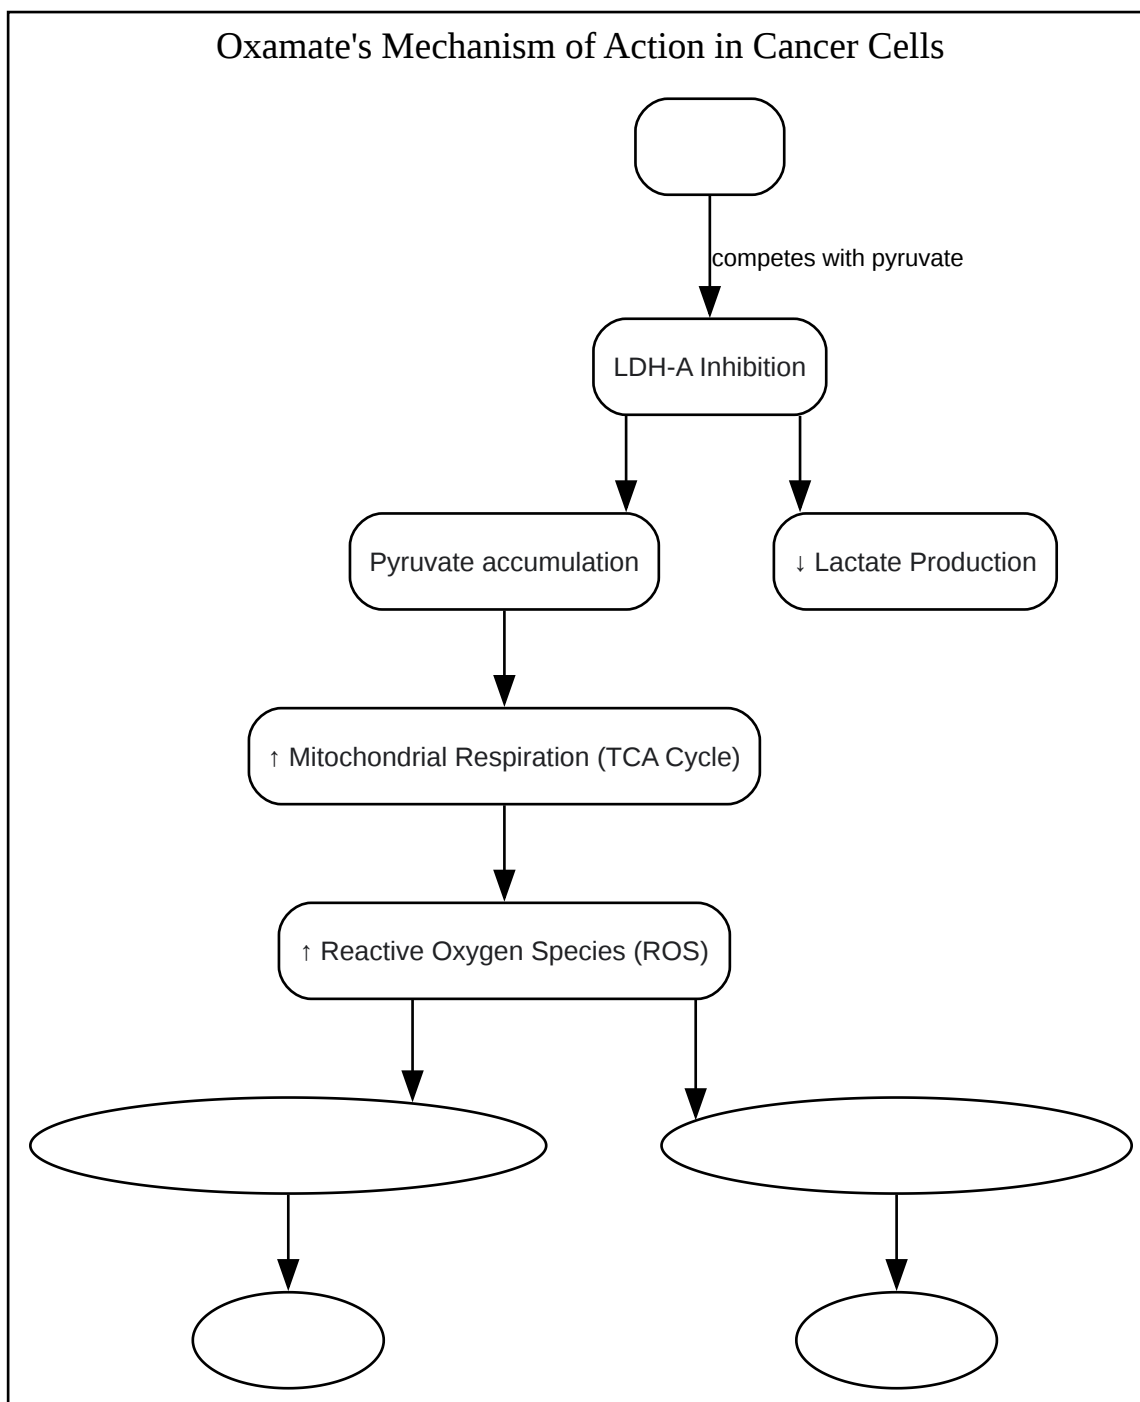 Oxamate's Mechanism of Action in Cancer Cells
competes with pyruvate
LDH-A Inhibition
Pyruvate accumulation
↓ Lactate Production
↑ Mitochondrial Respiration (TCA Cycle)
↑ Reactive Oxygen Species (ROS)